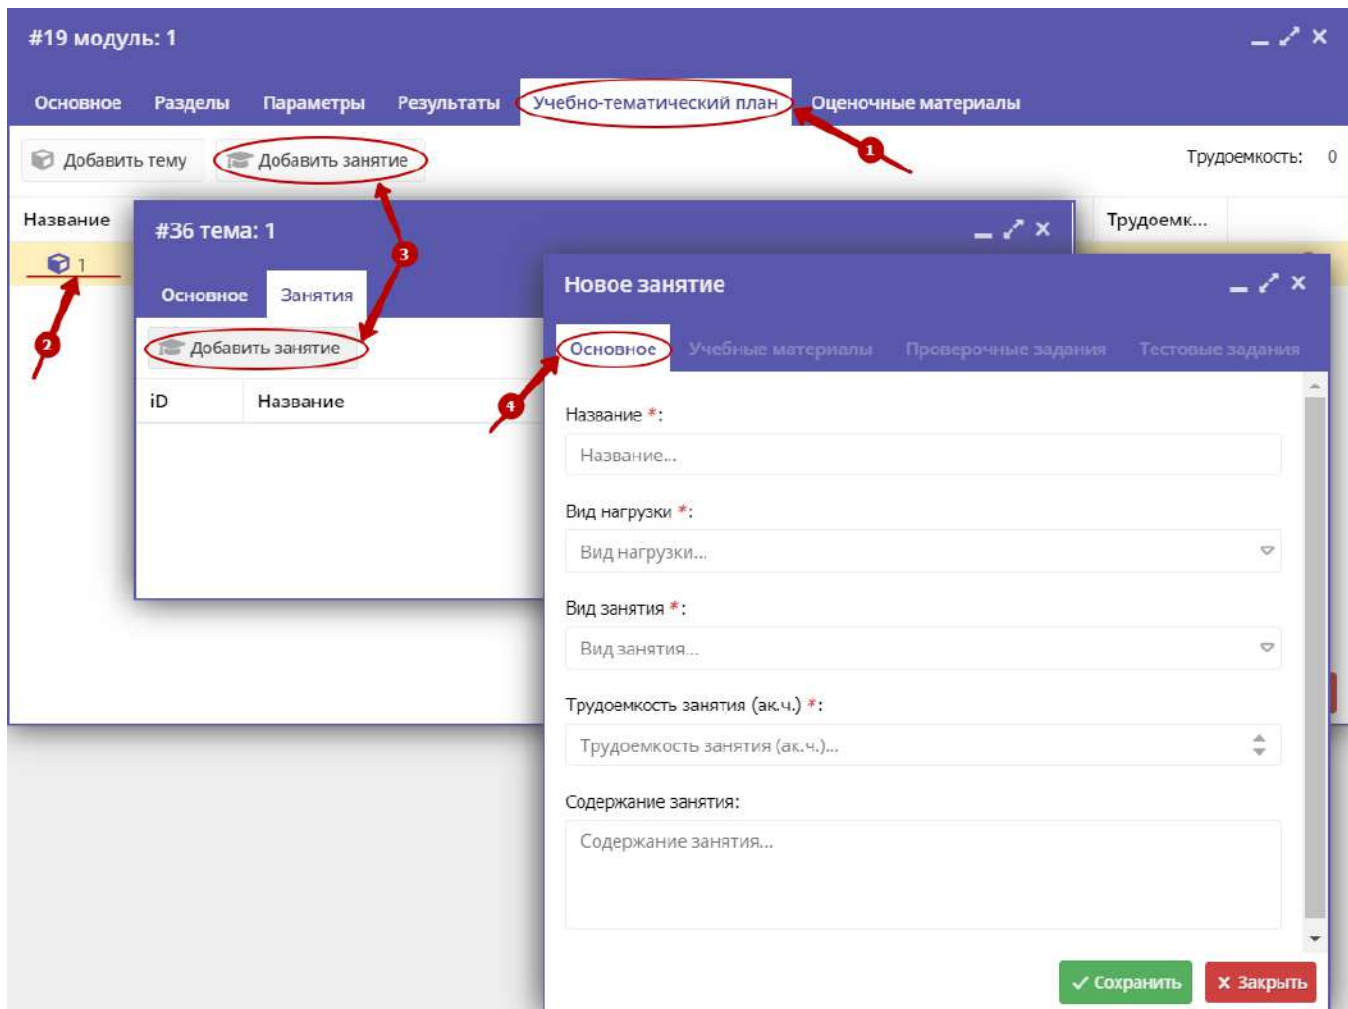 #19 модуль: 1
Основное Разделы Параметры Результаты Учебно-тематический план Оценочные материалы
Добавить тему Добавить занятие Трудоемкость: 0
1
3
Название Трудоемк...
1
2
#36 тема: 1
Основное Занятия
Добавить занятие
iD Название
4
Новое занятие
Основное Учебные материалы Проверочные задания Тестовые задания
Название *:
Название...
Вид нагрузки *:
Вид нагрузки...
Вид занятия *:
Вид занятия...
Трудоемкость занятия (ак.ч.) *:
Трудоемкость занятия (ак.ч.)...
Содержание занятия:
Содержание занятия...
Сохранить Закрыть